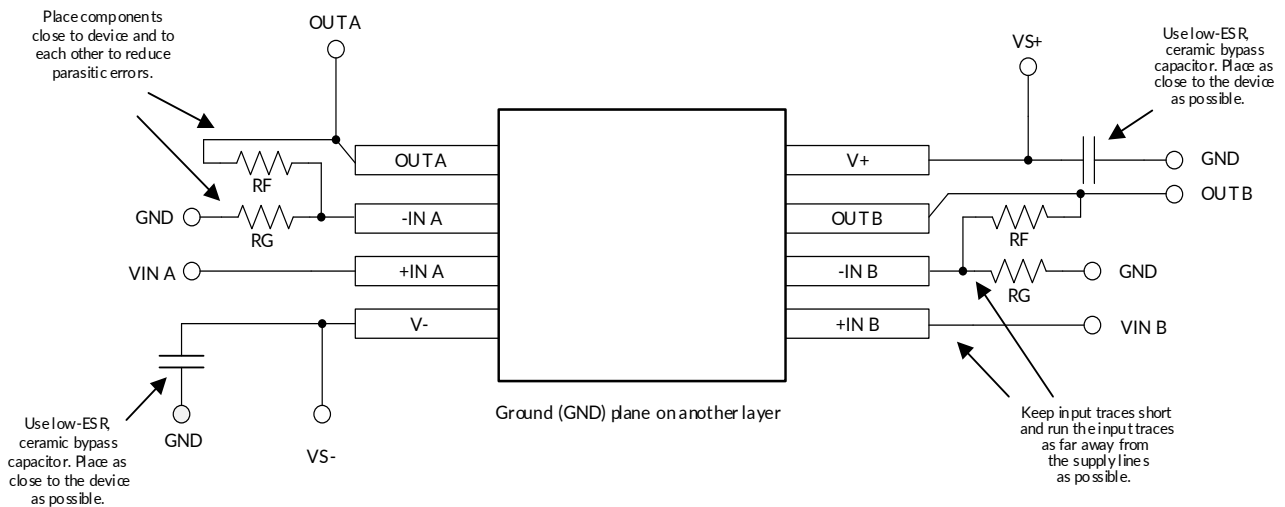 Place components
close to device and to
each other to reduce
parasitic errors.
OUT A
VS+
Use low-ESR,
ceramic bypass
capacitor. Place as
close to the device
as possible.
OUT A
V+
GND
RF
OUT B
GND
-IN A
OUT B
RG
RF
VIN A
+IN A
-IN B
GND
RG
V-
+IN B
VIN B
Ground (GND) plane on another layer
Use low-ESR,
ceramic bypass
capacitor. Place as
close to the device
as possible.
GND
VS-
Keep input traces short
and run the input traces
as far away from
the supply lines
as possible.